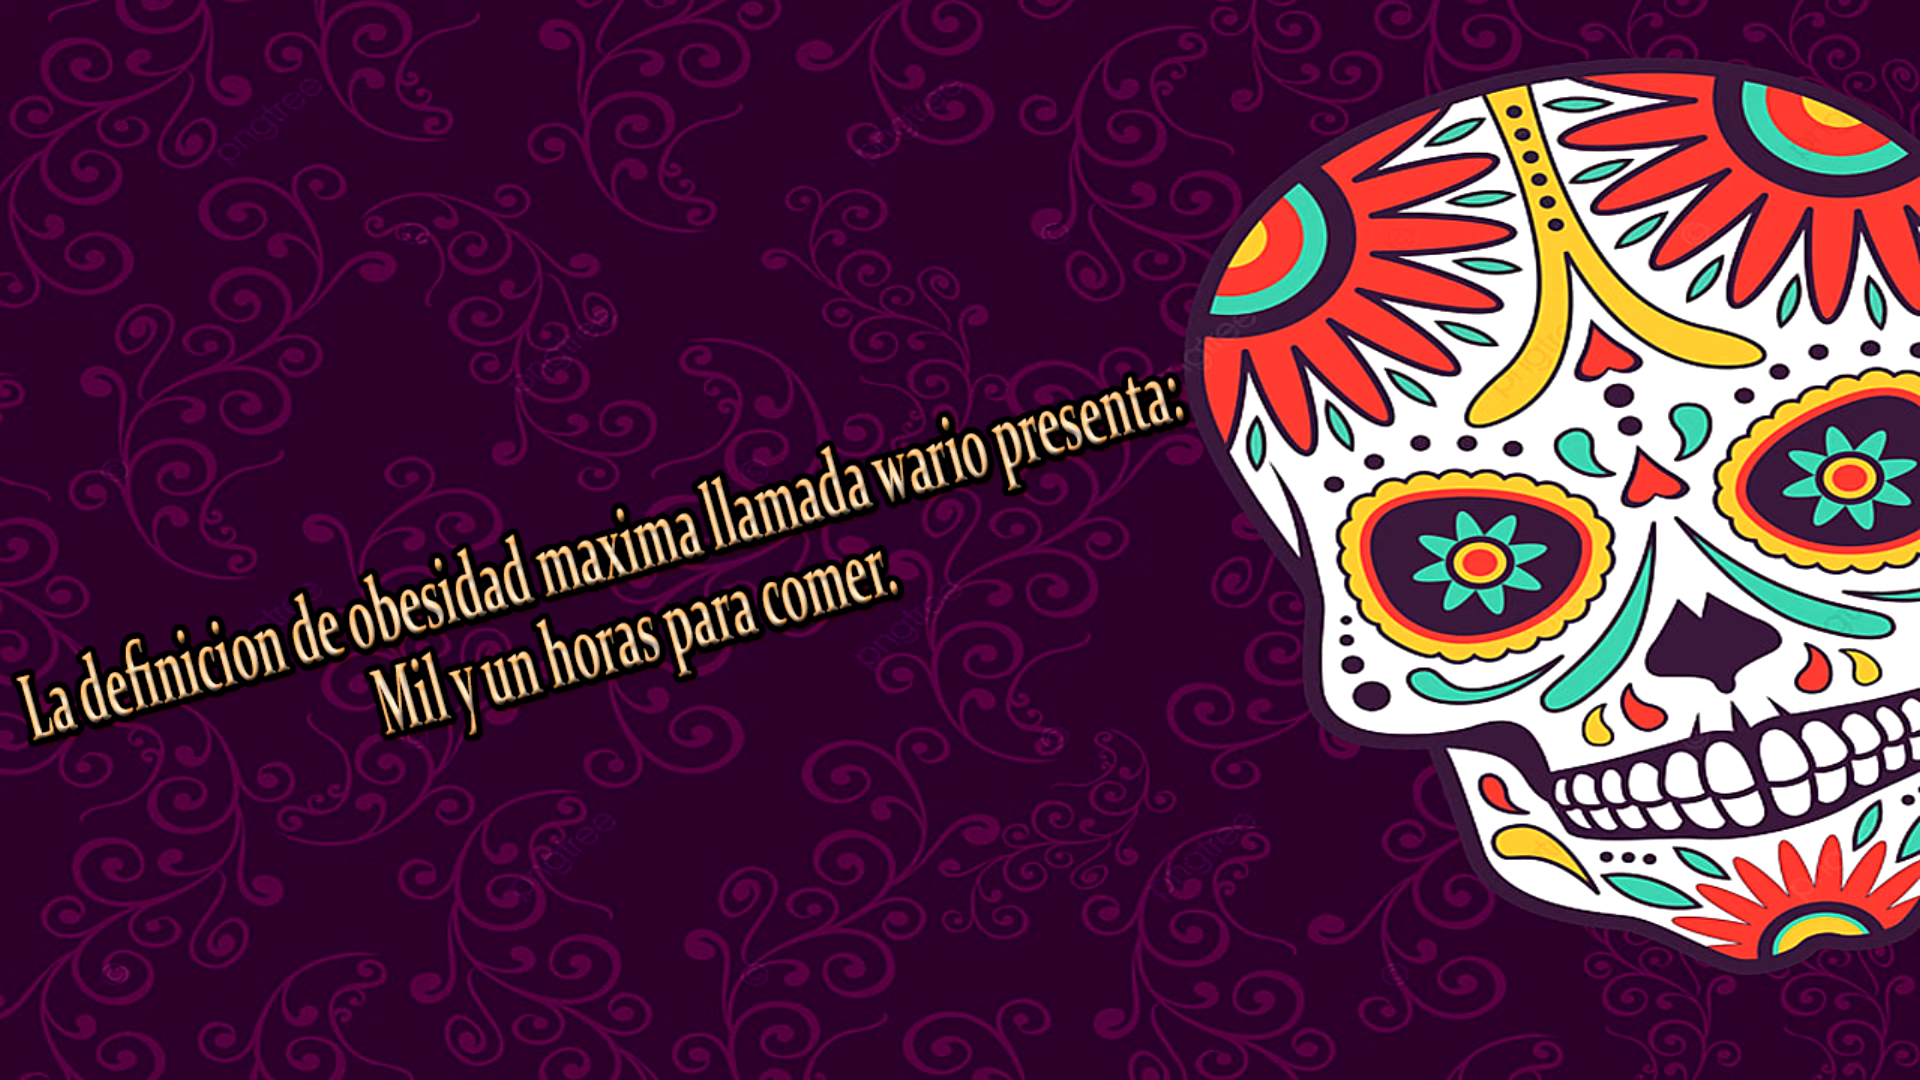 La definicion de obesidad maxima llamada wario presenta:
Mil y un horas para comer.